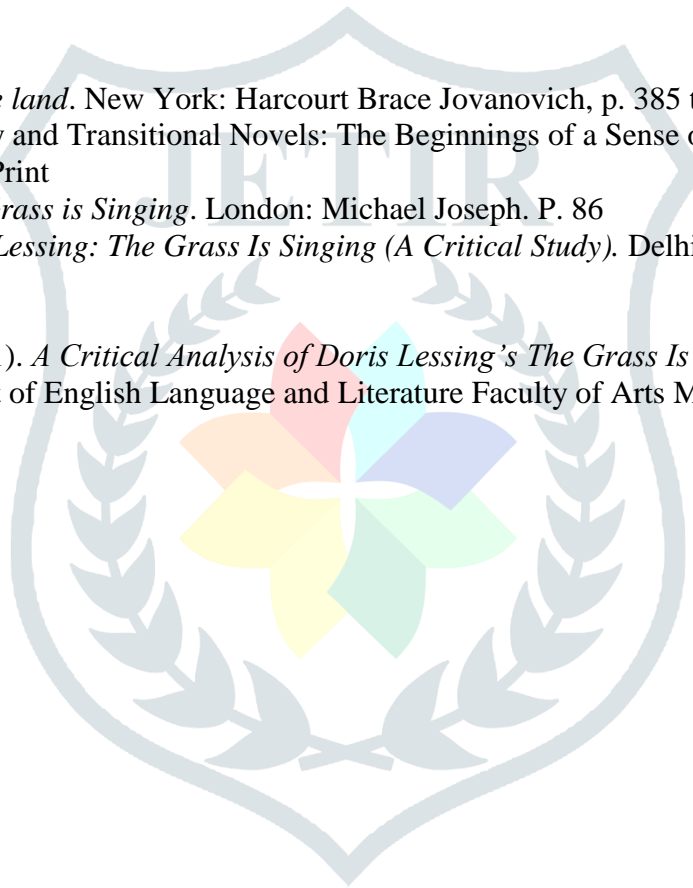 e land. New York: Harcourt Brace Jovanovich, p. 385 t
y and Transitional Novels: The Beginnings of a Sense o
Print
rass is Singing. London: Michael Joseph. P. 86
Lessing: The Grass Is Singing (A Critical Study). Delhi
JETIR
1). A Critical Analysis of Doris Lessing’s The Grass Is
t of English Language and Literature Faculty of Arts M